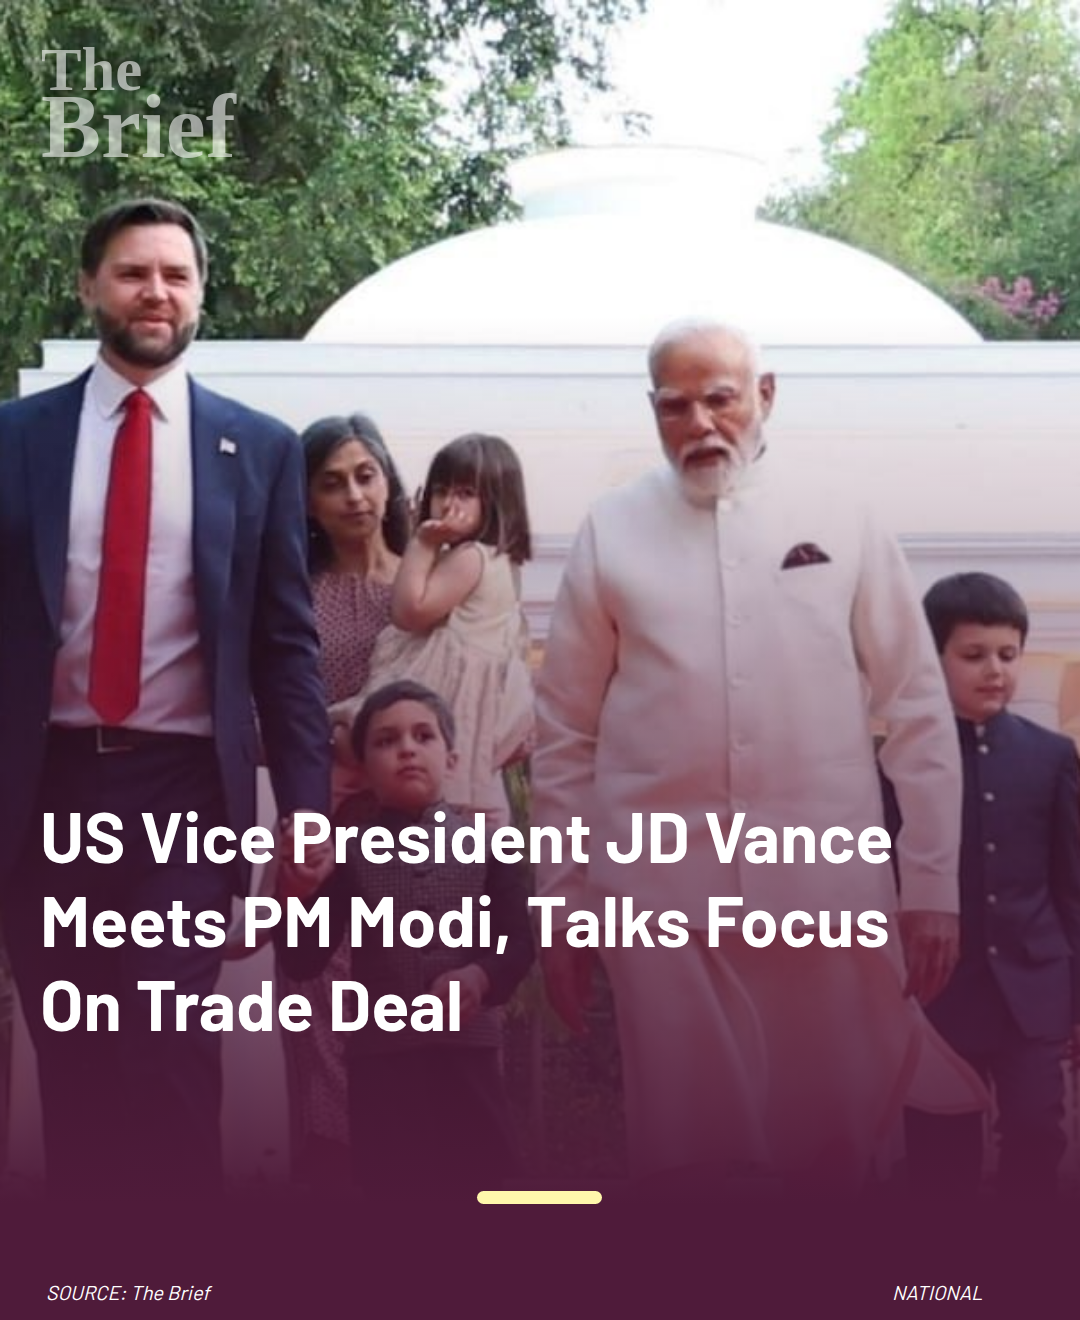 The
Brief
US Vice President JD Vance
Meets PM Modi, Talks Focus
On Trade Deal
SOURCE: The Brief
NATIONAL